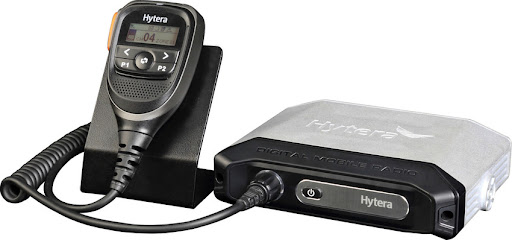 Hytera
04
P1 P2
Hytera
DIGITAL MOBILE RADIO
Hytera